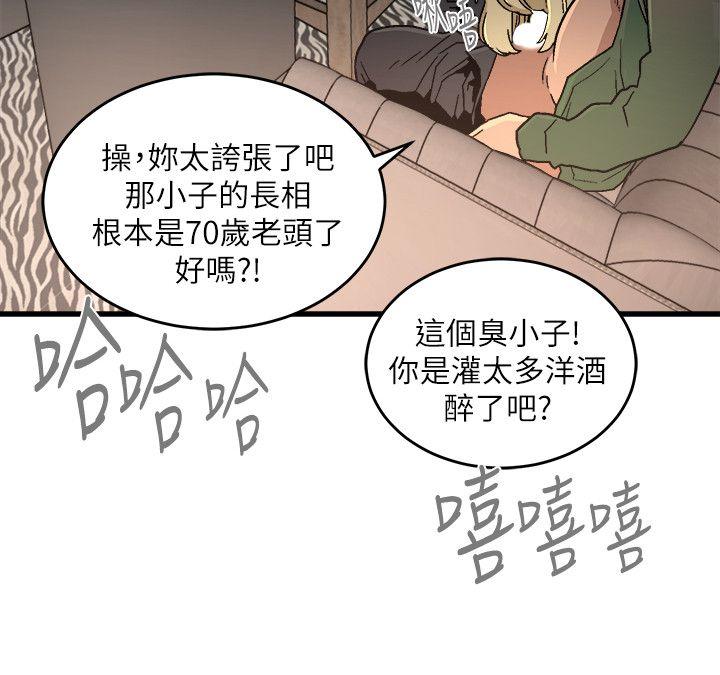 啾
唔
操，妳太誇張了吧
那小子的長相
根本是70歲老頭了
好嗎?!
這個臭小子!
你是灌太多洋酒
醉了吧?
哈哈哈
嘻嘻嘻